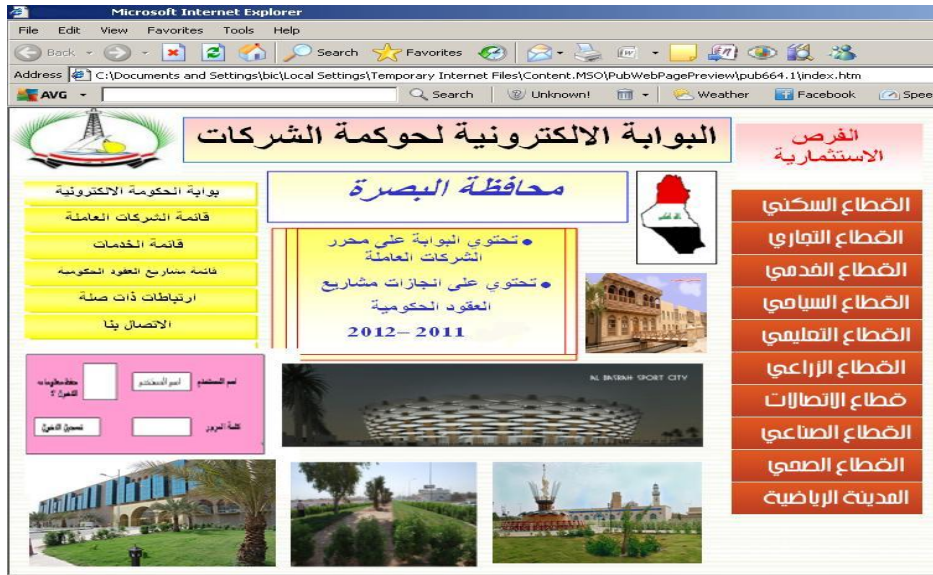 Microsoft Internet Explorer
File Edit View Favorites Tools Help
Back Search Favorites
Address C:\Documents and Settings\bic\Local Settings\Temporary Internet Files\Content.MSO\PubWebPagePreview\pub664.1\index.htm
AVG Search Unknown! Weather Facebook Spee
البوابة الالكترونية لحوكمة الشركات
الفرص
الاستثمارية
محافظة البصرة
بوابة الحكومة الالكترونية
قائمة الشركات العاملة
قائمة الخدمات
قائمة مشاريع العقود الحكومية
ارتباطات ذات صلة
الاتصال بنا
• تحتوي البوابة على محرر
الشركات العاملة
• تحتوي على انجازات مشاريع
العقود الحكومية
2011 –2012
القطاع السكني
القطاع التجاري
القطاع الخدمي
القطاع السياحي
القطاع التعليمي
القطاع الزراعي
قطاع الاتصالات
القطاع الصناعي
القطاع الصحي
المدينة الرياضية
اسم المستخدم
اسم المستخدم
كلمة المرور
تسجيل الدخول
AL BASRAH SPORT CITY